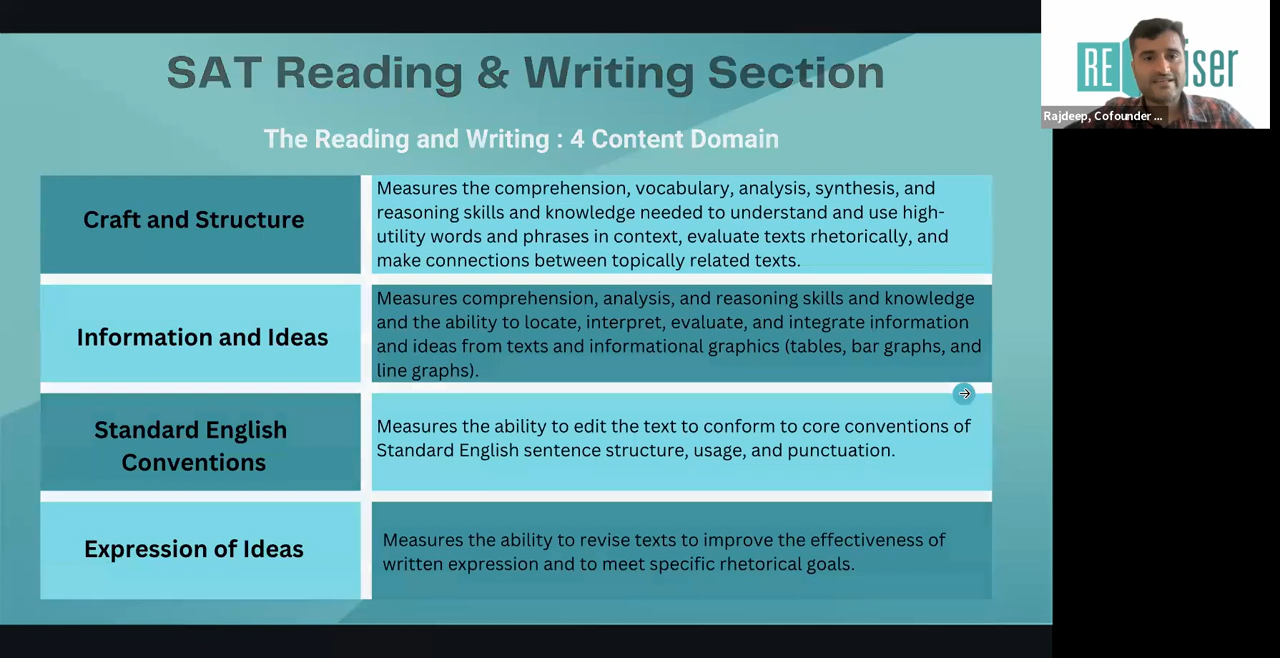 SAT Reading & Writing Section
The Reading and Writing : 4 Content Domain
Craft and Structure
Measures the comprehension, vocabulary, analysis, synthesis, and
reasoning skills and knowledge needed to understand and use high-
utility words and phrases in context, evaluate texts rhetorically, and
make connections between topically related texts.
Information and Ideas
Measures comprehension, analysis, and reasoning skills and knowledge
and the ability to locate, interpret, evaluate, and integrate information
and ideas from texts and informational graphics (tables, bar graphs, and
line graphs).
Standard English
Conventions
Measures the ability to edit the text to conform to core conventions of
Standard English sentence structure, usage, and punctuation.
Expression of Ideas
Measures the ability to revise texts to improve the effectiveness of
written expression and to meet specific rhetorical goals.
RE
iser
Rajdeep, Cofounder ...